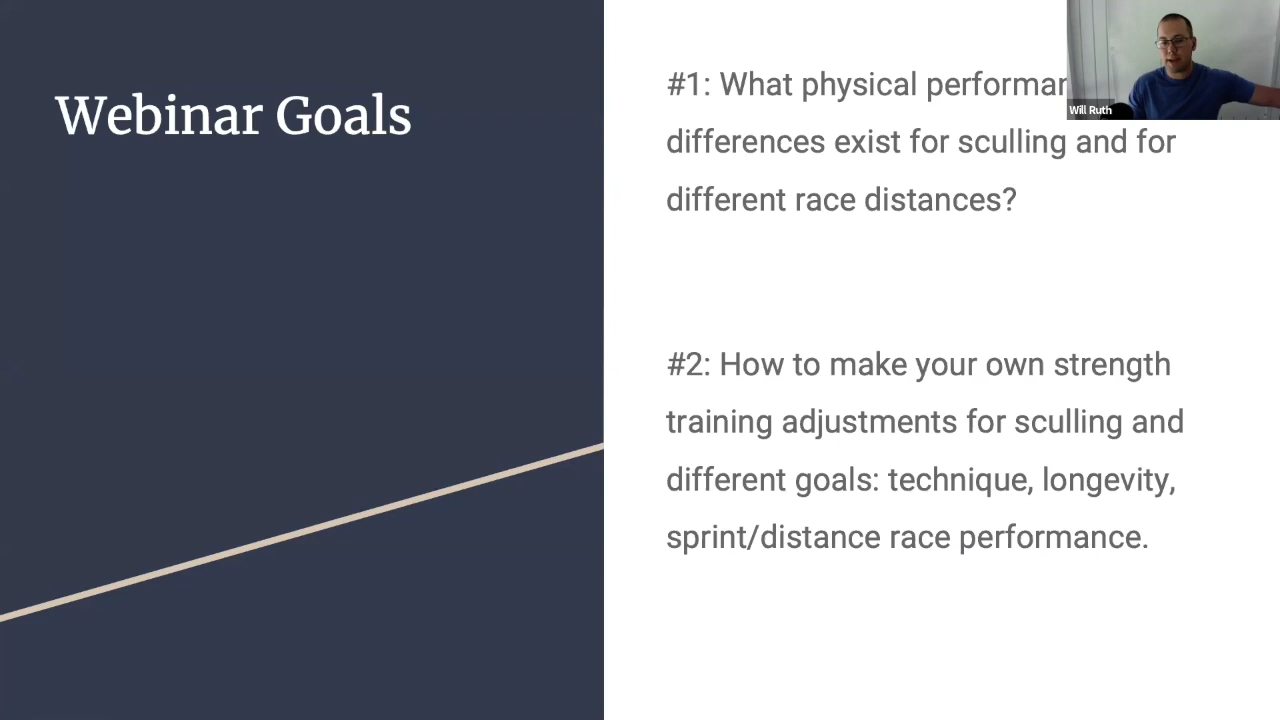 Webinar Goals
#1: What physical
differences exist for sculling and for
different race distances?
#2: How to make your own strength
training adjustments for sculling and
different goals: technique, longevity,
sprint/distance race performance.
Will Ruth